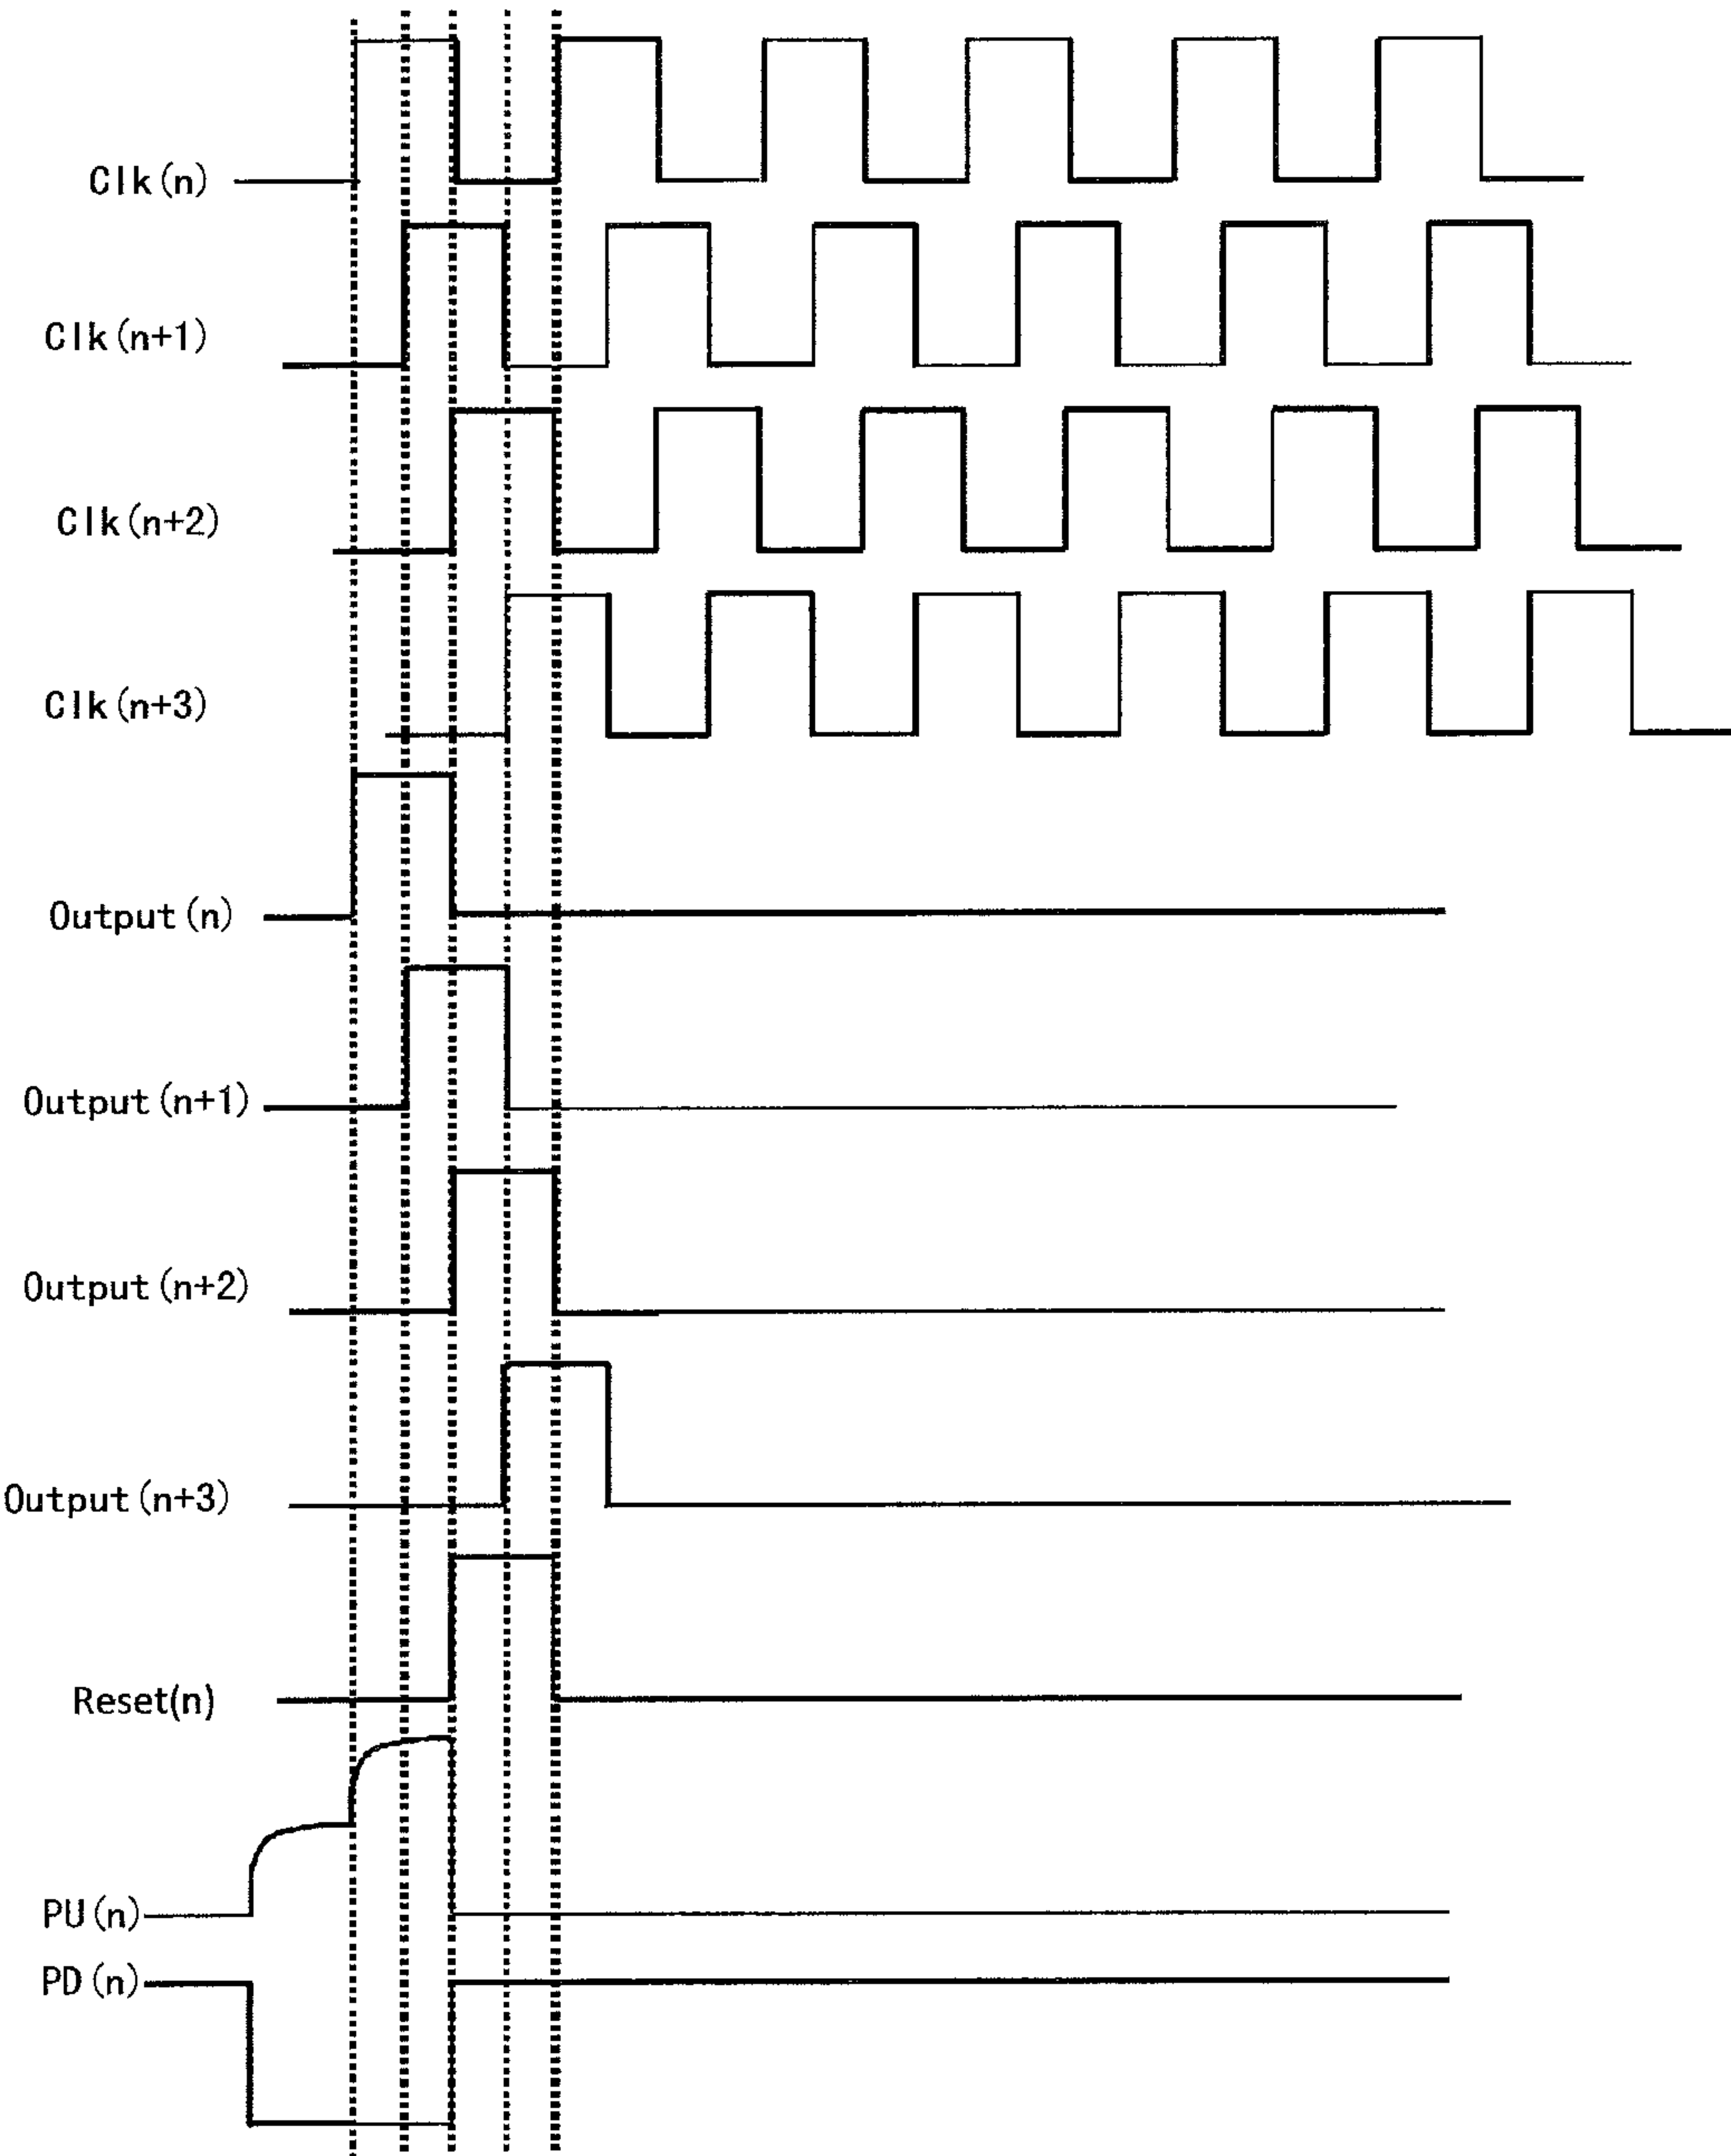 Clk(n)
Clk(n+1)
Clk(n+2)
Clk(n+3)
Output(n)
Output(n+1)
Output(n+2)
Output(n+3)
Reset(n)
PU(n)
PD(n)